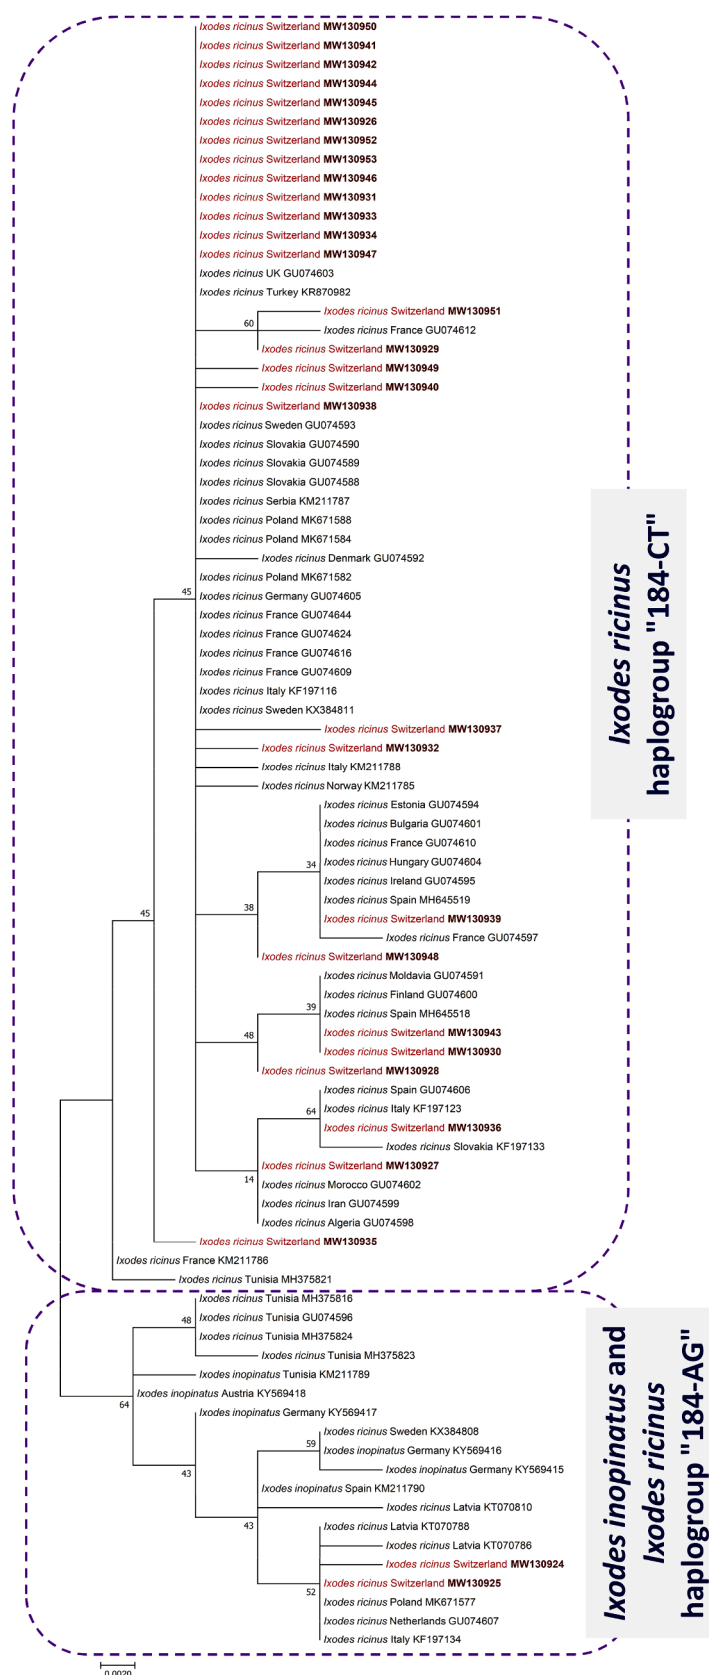 Ixodes ricinus Switzerland MW130950
Ixodes ricinus Switzerland MW130941
Ixodes ricinus Switzerland MW130942
Ixodes ricinus Switzerland MW130944
Ixodes ricinus Switzerland MW130945
Ixodes ricinus Switzerland MW130926
Ixodes ricinus Switzerland MW130952
Ixodes ricinus Switzerland MW130953
Ixodes ricinus Switzerland MW130946
Ixodes ricinus Switzerland MW130931
Ixodes ricinus Switzerland MW130933
Ixodes ricinus Switzerland MW130934
Ixodes ricinus Switzerland MW130947
Ixodes ricinus UK GU074603
Ixodes ricinus Turkey KR870982
Ixodes ricinus Switzerland MW130951
60
Ixodes ricinus France GU074612
Ixodes ricinus Switzerland MW130929
Ixodes ricinus Switzerland MW130949
Ixodes ricinus Switzerland MW130940
Ixodes ricinus Switzerland MW130938
Ixodes ricinus Sweden GU074593
Ixodes ricinus Slovakia GU074590
Ixodes ricinus Slovakia GU074589
Ixodes ricinus Slovakia GU074588
Ixodes ricinus Serbia KM211787
Ixodes ricinus Poland MK671588
Ixodes ricinus Poland MK671584
Ixodes ricinus Denmark GU074592
Ixodes ricinus Poland MK671582
45
Ixodes ricinus Germany GU074605
Ixodes ricinus France GU074644
Ixodes ricinus France GU074624
Ixodes ricinus France GU074616
Ixodes ricinus France GU074609
Ixodes ricinus Italy KF197116
Ixodes ricinus Sweden KX384811
Ixodes ricinus Switzerland MW130937
Ixodes ricinus Switzerland MW130932
Ixodes ricinus Italy KM211788
Ixodes ricinus Norway KM211785
Ixodes ricinus Estonia GU074594
Ixodes ricinus Bulgaria GU074601
Ixodes ricinus France GU074610
34
Ixodes ricinus Hungary GU074604
Ixodes ricinus Ireland GU074595
Ixodes ricinus Spain MH645519
38
45
Ixodes ricinus Switzerland MW130939
Ixodes ricinus France GU074597
Ixodes ricinus Switzerland MW130948
Ixodes ricinus Moldavia GU074591
Ixodes ricinus Finland GU074600
39
Ixodes ricinus Spain MH645518
Ixodes ricinus Switzerland MW130943
48
Ixodes ricinus Switzerland MW130930
Ixodes ricinus Switzerland MW130928
Ixodes ricinus Spain GU074606
Ixodes ricinus Italy KF197123
64
Ixodes ricinus Switzerland MW130936
Ixodes ricinus Slovakia KF197133
Ixodes ricinus Switzerland MW130927
14
Ixodes ricinus Morocco GU074602
Ixodes ricinus Iran GU074599
Ixodes ricinus Algeria GU074598
Ixodes ricinus Switzerland MW130935
Ixodes ricinus France KM211786
Ixodes ricinus Tunisia MH375821
Ixodes ricinus
haplogroup "184-CT"
Ixodes ricinus Tunisia MH375816
Ixodes ricinus Tunisia GU074596
48
Ixodes ricinus Tunisia MH375824
Ixodes ricinus Tunisia MH375823
Ixodes inopinatus Tunisia KM211789
Ixodes inopinatus Austria KY569418
64
Ixodes inopinatus Germany KY569417
Ixodes ricinus Sweden KX384808
59
Ixodes inopinatus Germany KY569416
Ixodes inopinatus Germany KY569415
43
Ixodes inopinatus Spain KM211790
Ixodes ricinus Latvia KT070810
43
Ixodes ricinus Latvia KT070788
Ixodes ricinus Latvia KT070786
Ixodes ricinus Switzerland MW130924
Ixodes ricinus Switzerland MW130925
52
Ixodes ricinus Poland MK671577
Ixodes ricinus Netherlands GU074607
Ixodes ricinus Italy KF197134
Ixodes inopinatus and
Ixodes ricinus
haplogroup "184-AG"
0.0020